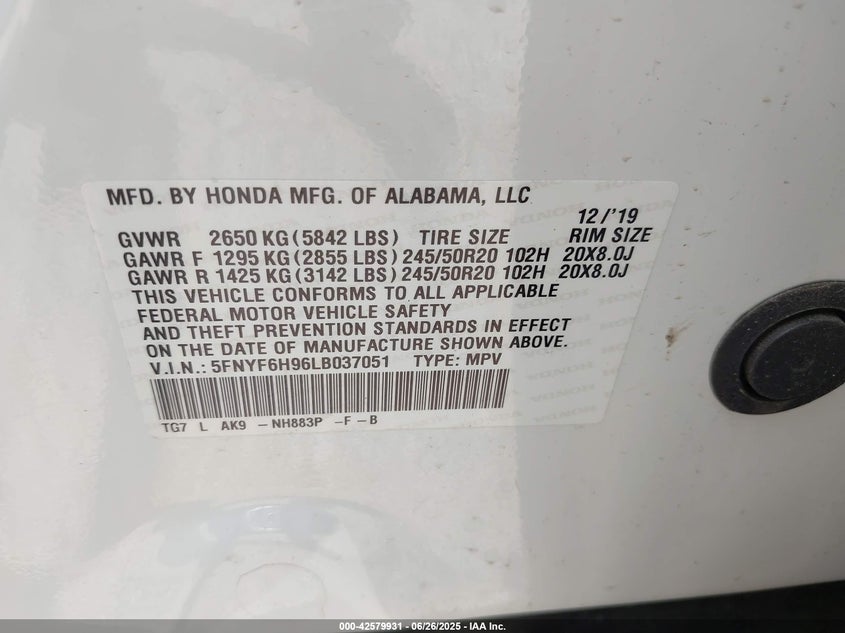 MFD. BY HONDA MFG. OF ALABAMA, LLC
12/'19
GVWR 2650 KG (5842 LBS) TIRE SIZE RIM SIZE
GAWR F 1295 KG (2855 LBS) 245/50R20 102H 20X8.0J
GAWR R 1425 KG (3142 LBS) 245/50R20 102H 20X8.0J
THIS VEHICLE CONFORMS TO ALL APPLICABLE
FEDERAL MOTOR VEHICLE SAFETY
AND THEFT PREVENTION STANDARDS IN EFFECT
ON THE DATE OF MANUFACTURE SHOWN ABOVE.
V.I.N.: 5FNYF6H96LB037051 TYPE: MPV
TG7 L AK9 -NH883P -F-B
000-42579931 - 06/26/2025 - IAA Inc.